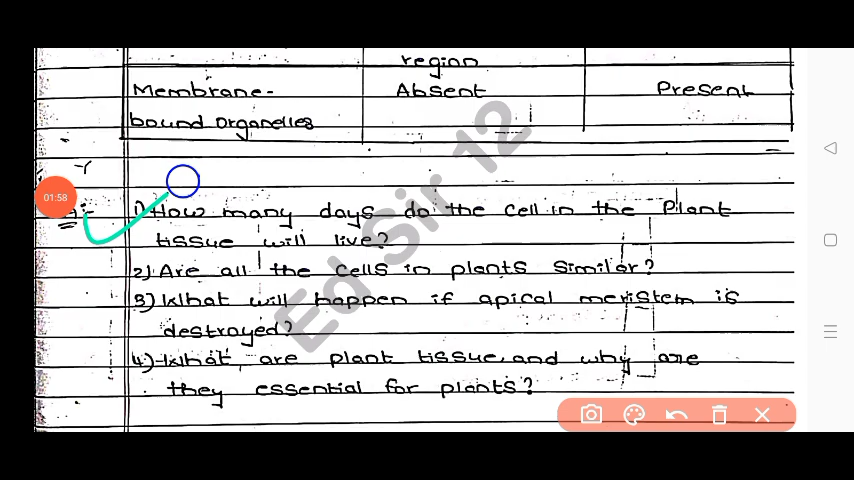 region
Membrane- Absent Present
bound organelles
1) How many days do the cell in the plant
tissue will live?
2) Are all the cells in plants similar?
3) What will happen if apical meristem is
destroyed?
4) What are plant tissue and why are
they essential for plants?
Ed Sir 12
01:58